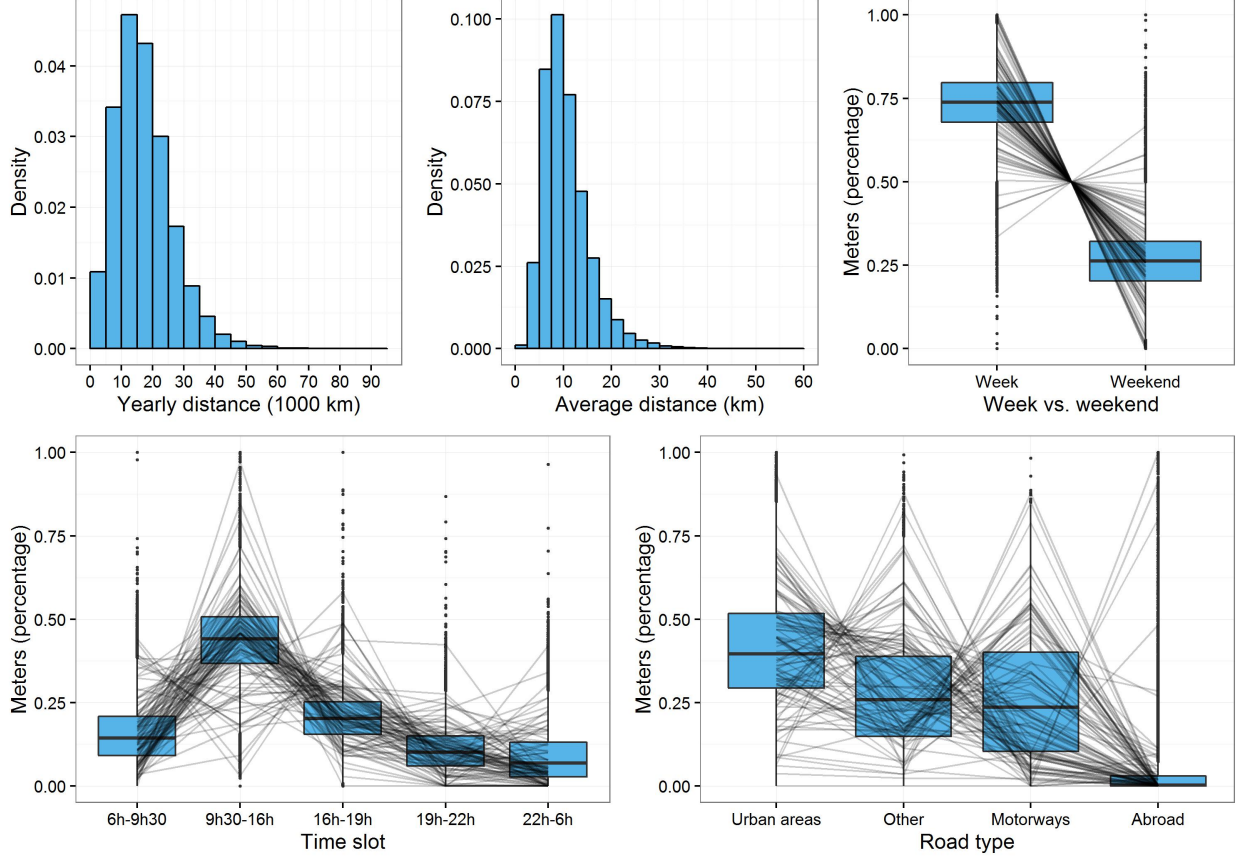 Density
0.04
0.03
0.02
0.01
0.00
0 10 20 30 40 50 60 70 80 90
Yearly distance (1000 km)
Density
0.100
0.075
0.050
0.025
0.000
0 10 20 30 40 50 60
Average distance (km)
Meters (percentage)
1.00
0.75
0.50
0.25
0.00
Week Weekend
Week vs. weekend
Meters (percentage)
1.00
0.75
0.50
0.25
0.00
6h-9h30 9h30-16h 16h-19h 19h-22h 22h-6h
Time slot
Meters (percentage)
1.00
0.75
0.50
0.25
0.00
Urban areas Other Motorways Abroad
Road type